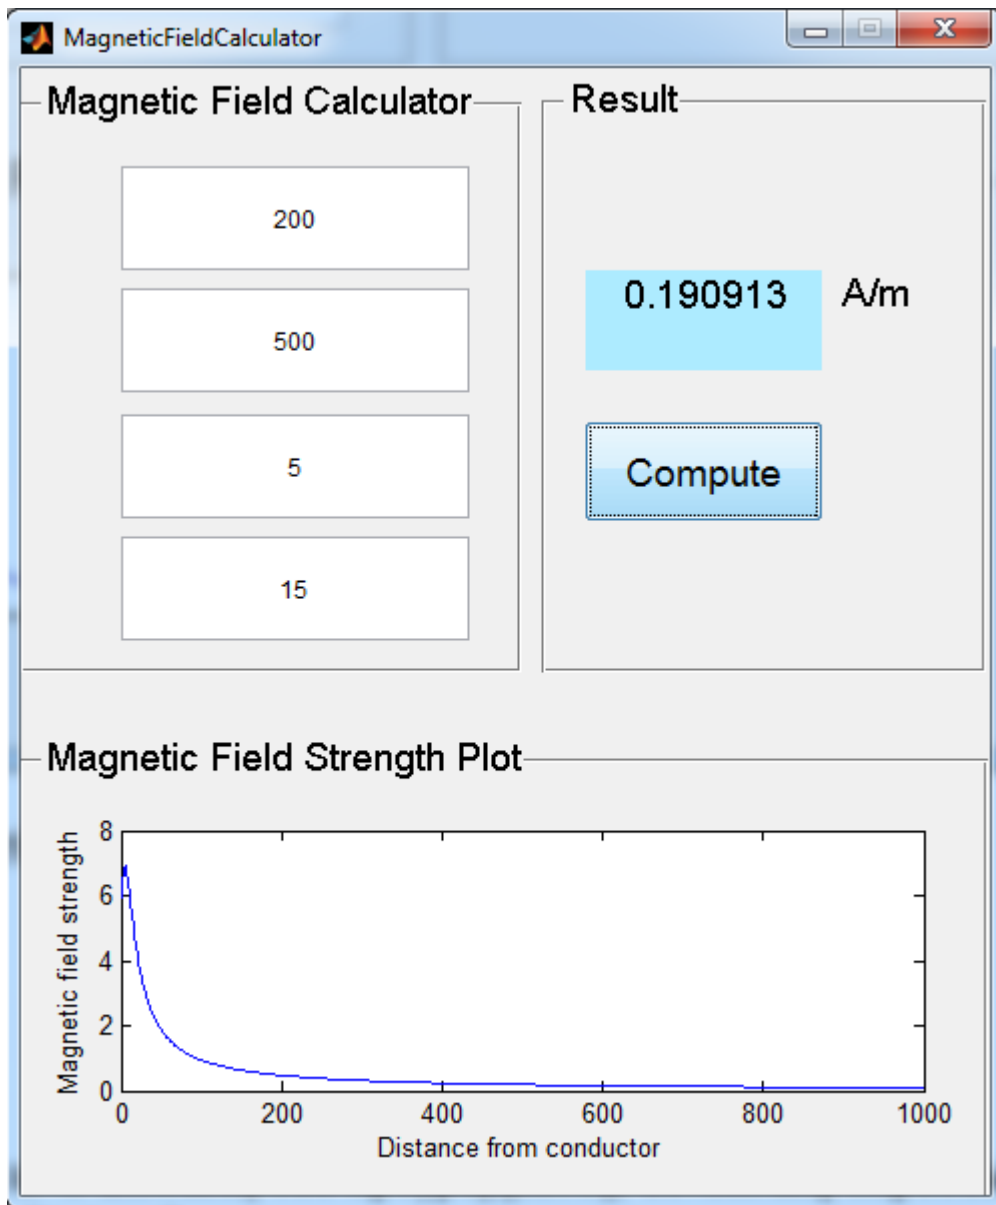 MagneticFieldCalculator
Magnetic Field Calculator
200
500
5
15
Result
0.190913 A/m
Compute
Magnetic Field Strength Plot
Magnetic field strength
8
6
4
2
0
0 200 400 600 800 1000
Distance from conductor